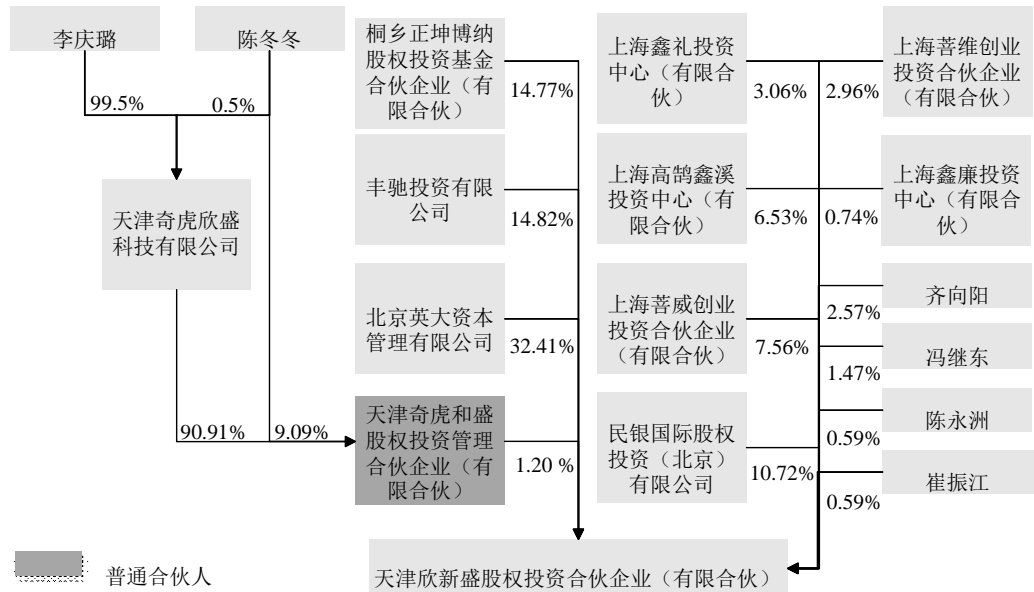 李庆璐
陈冬冬
99.5%
0.5%
天津奇虎欣盛
科技有限公司
90.91%
9.09%
桐乡正坤博纳
股权投资基金
合伙企业（有
限合伙）
14.77%
丰驰投资有限
公司
14.82%
北京英大资本
管理有限公司
32.41%
天津奇虎和盛
股权投资管理
合伙企业（有
限合伙）
1.20 %
上海鑫礼投资
中心（有限合
伙）
3.06%
上海高鹄鑫溪
投资中心（有
限合伙）
6.53%
上海菩威创业
投资合伙企业
（有限合伙）
7.56%
民银国际股权
投资（北京）
有限公司
10.72%
上海菩维创业
投资合伙企业
（有限合伙）
2.96%
上海鑫廉投资
中心（有限合
伙）
0.74%
齐向阳
2.57%
冯继东
1.47%
陈永洲
0.59%
崔振江
0.59%
天津欣新盛股权投资合伙企业（有限合伙）
普通合伙人